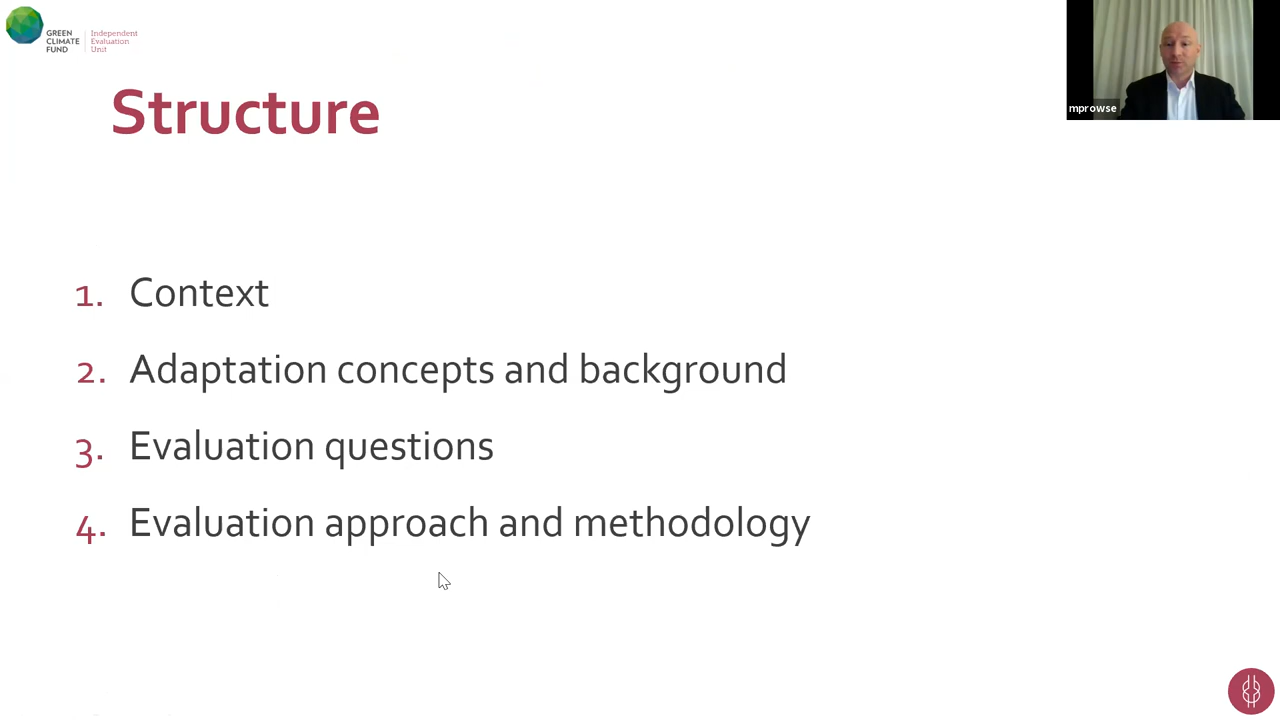 GREEN
CLIMATE
FUND
Independent
Evaluation
Unit
mprowse
Structure
1. Context
2. Adaptation concepts and background
3. Evaluation questions
4. Evaluation approach and methodology